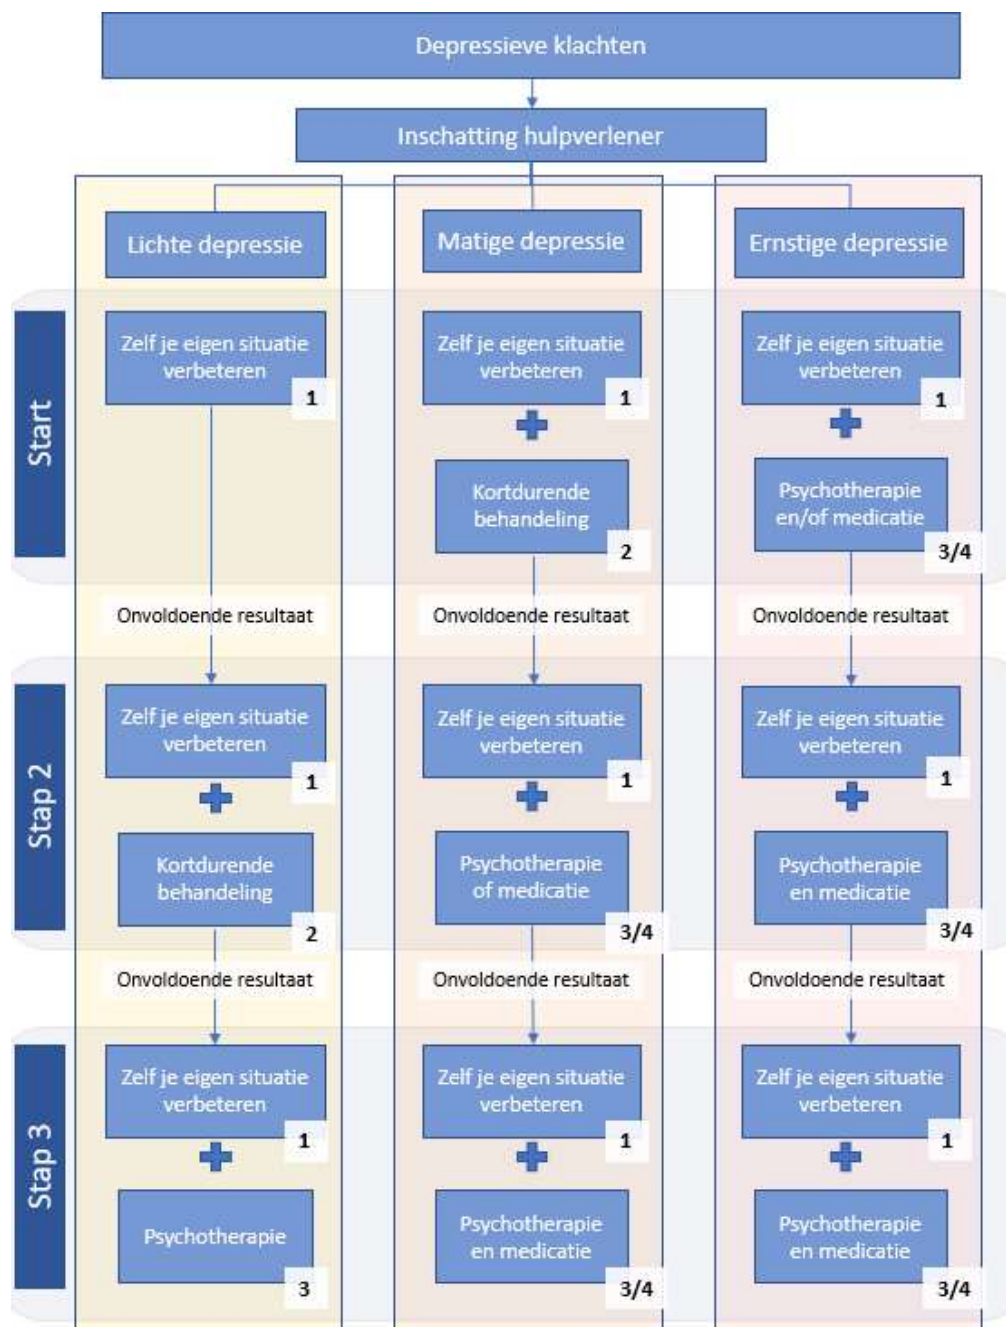 Depressieve klachten
Inschatting hulpverlener
Lichte depressie
Matige depressie
Ernstige depressie
Start
Zelf je eigen situatie
verbeteren
1
Zelf je eigen situatie
verbeteren
1
Kortdurende
behandeling
2
Zelf je eigen situatie
verbeteren
1
Psychotherapie
en/of medicatie
3/4
Onvoldoende resultaat
Onvoldoende resultaat
Onvoldoende resultaat
Stap 2
Zelf je eigen situatie
verbeteren
1
Kortdurende
behandeling
2
Zelf je eigen situatie
verbeteren
1
Psychotherapie
of medicatie
3/4
Zelf je eigen situatie
verbeteren
1
Psychotherapie
en medicatie
3/4
Onvoldoende resultaat
Onvoldoende resultaat
Onvoldoende resultaat
Stap 3
Zelf je eigen situatie
verbeteren
1
Psychotherapie
3
Zelf je eigen situatie
verbeteren
1
Psychotherapie
en medicatie
3/4
Zelf je eigen situatie
verbeteren
1
Psychotherapie
en medicatie
3/4